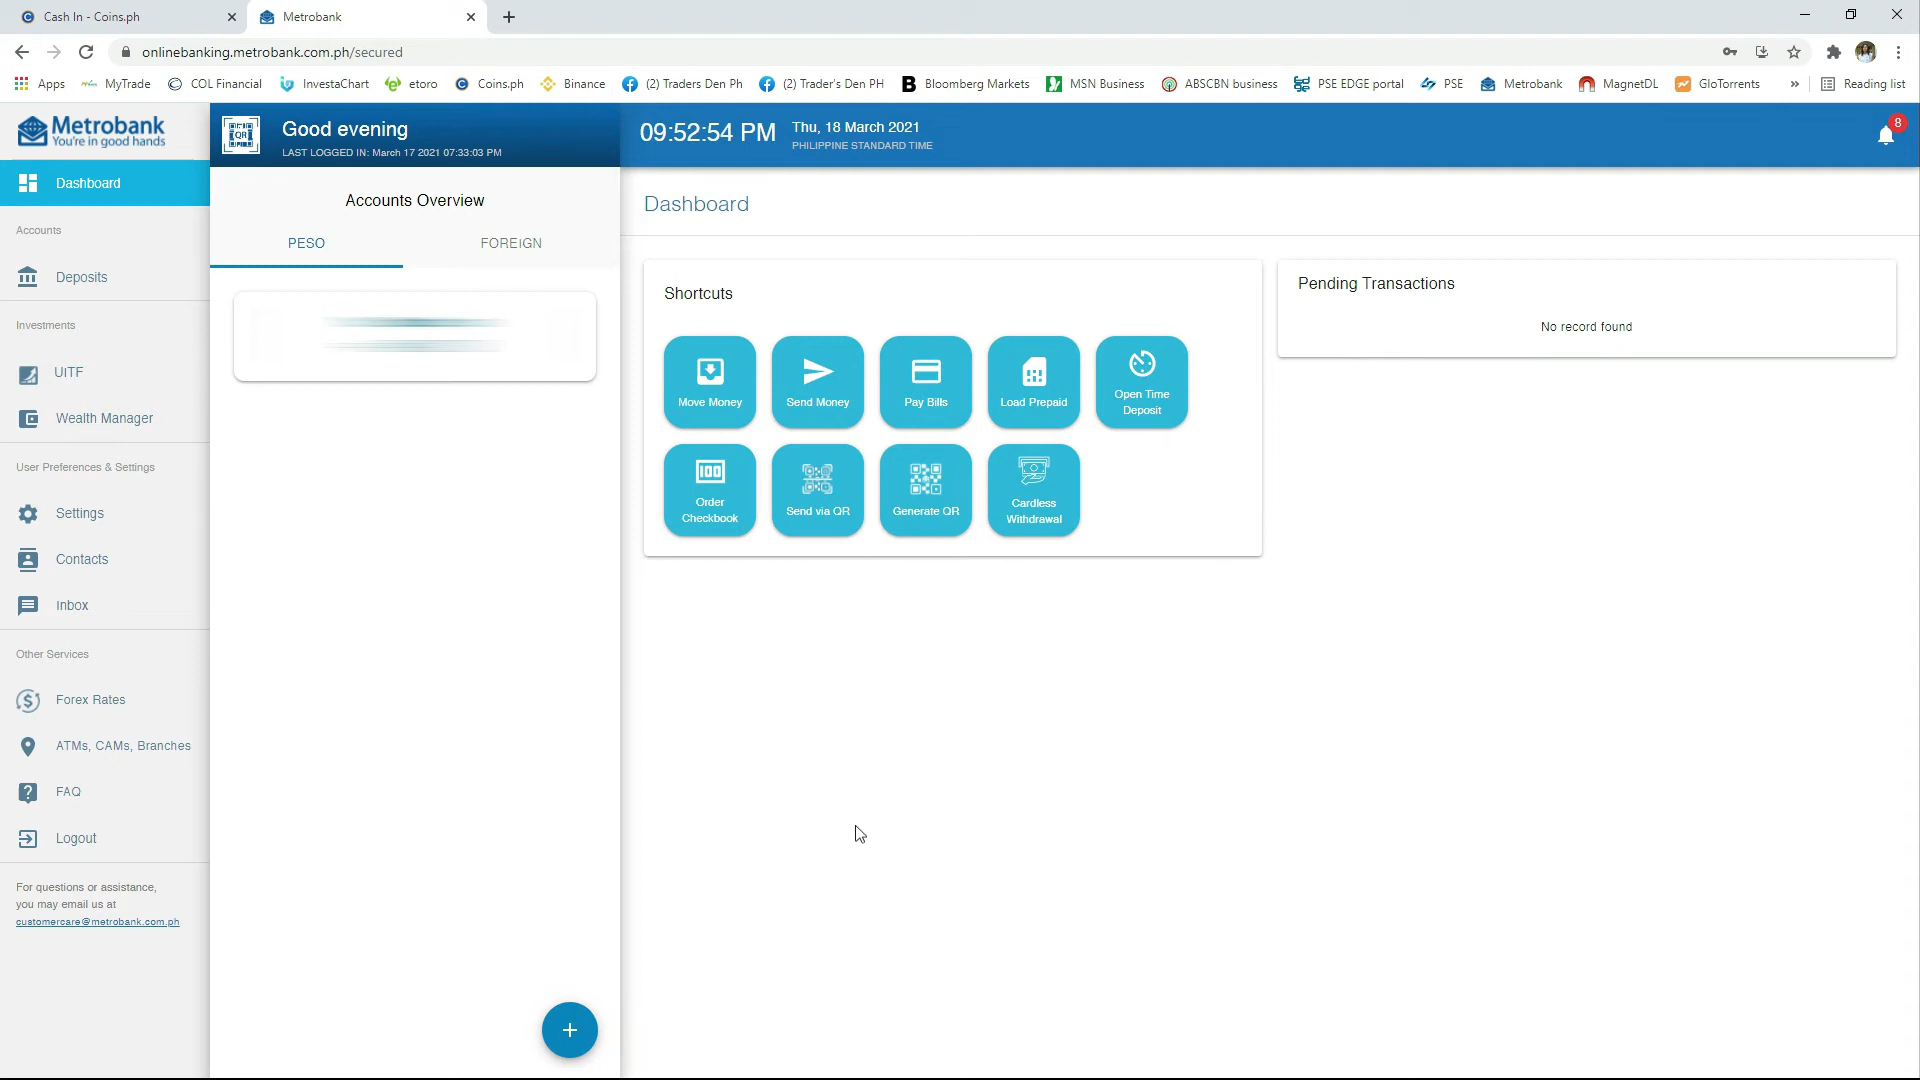 Cash In - Coins.ph
Metrobank
onlinebanking.metrobank.com.ph/secured
Apps
MyTrade
COL Financial
InvestaChart
etoro
Coins.ph
Binance
(2) Traders Den Ph
(2) Trader's Den PH
Bloomberg Markets
MSN Business
ABSCBN business
PSE EDGE portal
PSE
Metrobank
MagnetDL
GloTorrents
»
Reading list
Metrobank
You're in good hands
QR
Good evening
LAST LOGGED IN: March 17 2021 07:33:03 PM
09:52:54 PM
Thu, 18 March 2021
PHILIPPINE STANDARD TIME
8
Dashboard
Accounts
Deposits
Investments
UITF
Wealth Manager
User Preferences & Settings
Settings
Contacts
Inbox
Other Services
Forex Rates
ATMs, CAMs, Branches
FAQ
Logout
For questions or assistance,
you may email us at
customercare@metrobank.com.ph
Accounts Overview
PESO
FOREIGN
Dashboard
Shortcuts
Move Money
Send Money
Pay Bills
Load Prepaid
Open Time
Deposit
100
Order
Checkbook
Send via QR
Generate QR
Cardless
Withdrawal
Pending Transactions
No record found